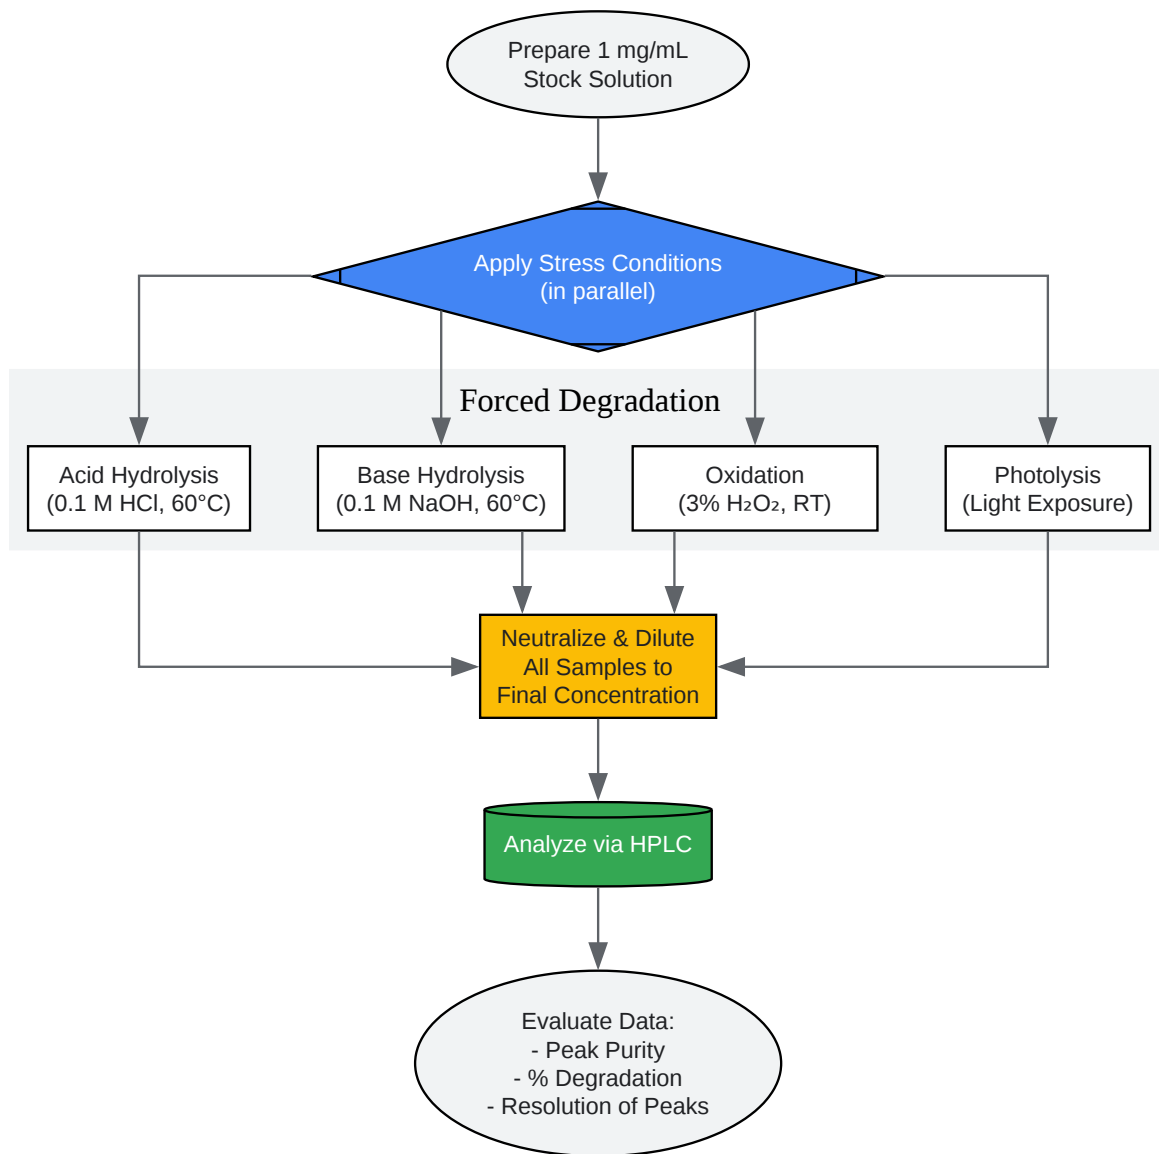 Prepare 1 mg/mL
Stock Solution
Apply Stress Conditions
(in parallel)
Forced Degradation
Acid Hydrolysis
(0.1 M HCl, 60°C)
Base Hydrolysis
(0.1 M NaOH, 60°C)
Oxidation
(3% H₂O₂, RT)
Photolysis
(Light Exposure)
Neutralize & Dilute
All Samples to
Final Concentration
Analyze via HPLC
Evaluate Data:
- Peak Purity
- % Degradation
- Resolution of Peaks